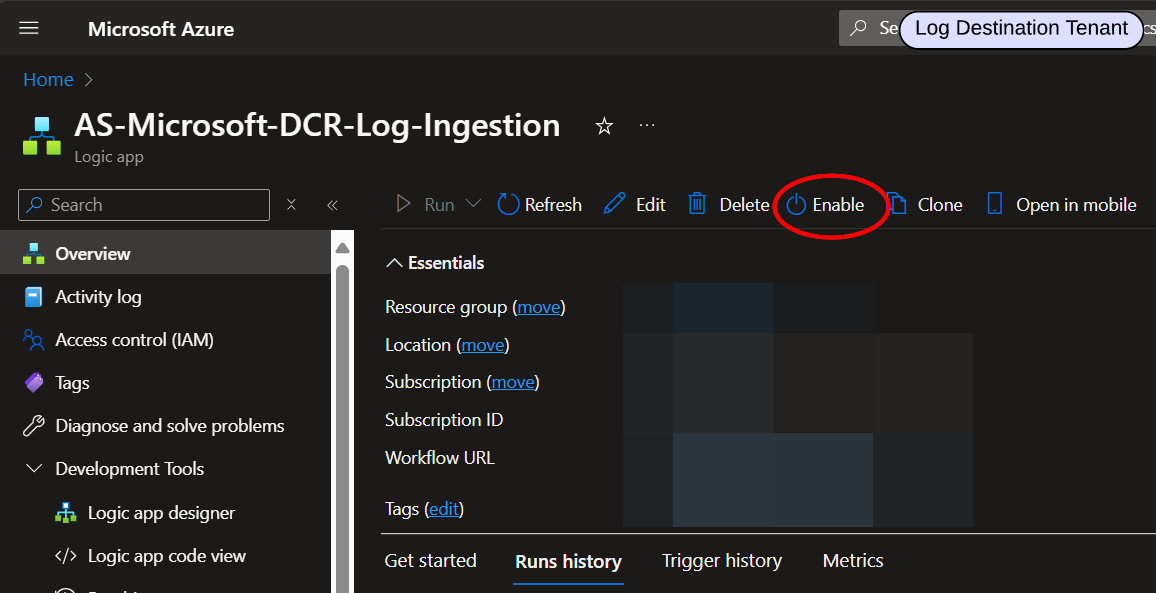 Microsoft Azure
Se
Log Destination Tenant
cs
Home
AS-Microsoft-DCR-Log-Ingestion
Logic app
Search
Run
Refresh
Edit
Delete
Enable
Clone
Open in mobile
Overview
Activity log
Access control (IAM)
Tags
Diagnose and solve problems
Development Tools
Logic app designer
Logic app code view
Essentials
Resource group (move)
Location (move)
Subscription (move)
Subscription ID
Workflow URL
Tags (edit)
Get started
Runs history
Trigger history
Metrics